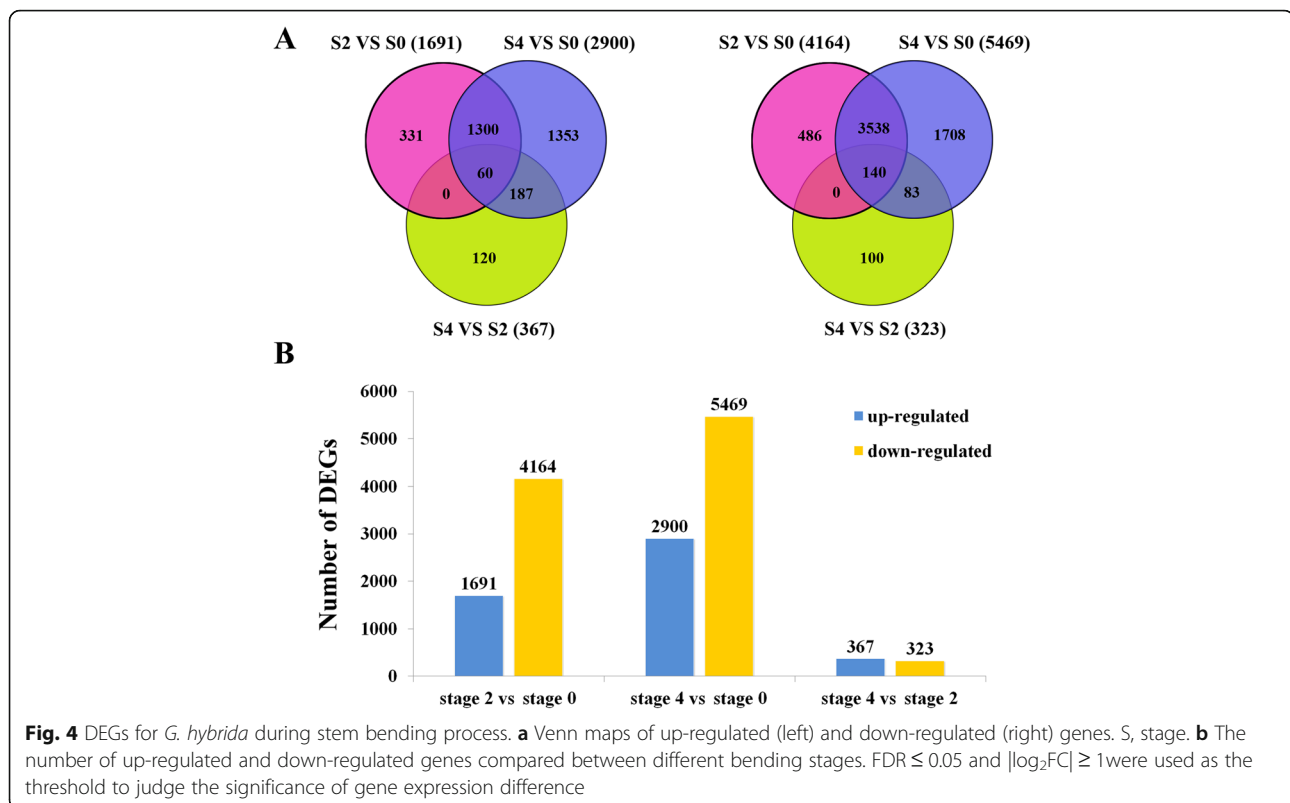 A
S2 VS S0 (1691) S4 VS S0 (2900) S2 VS S0 (4164) S4 VS S0 (5469)
331 1300 1353 486 3538 1708
60 140
0 187 0 83
120 100
S4 VS S2 (367) S4 VS S2 (323)
B
Number of DEGs
6000
5000
4000
3000
2000
1000
0
1691
4164
2900
5469
367
323
up-regulated
down-regulated
stage 2 vs stage 0 stage 4 vs stage 0 stage 4 vs stage 2
Fig. 4 DEGs for G. hybrida during stem bending process. a Venn maps of up-regulated (left) and down-regulated (right) genes. S, stage. b The
number of up-regulated and down-regulated genes compared between different bending stages. FDR ≤ 0.05 and |log₂FC| ≥ 1were used as the
threshold to judge the significance of gene expression difference